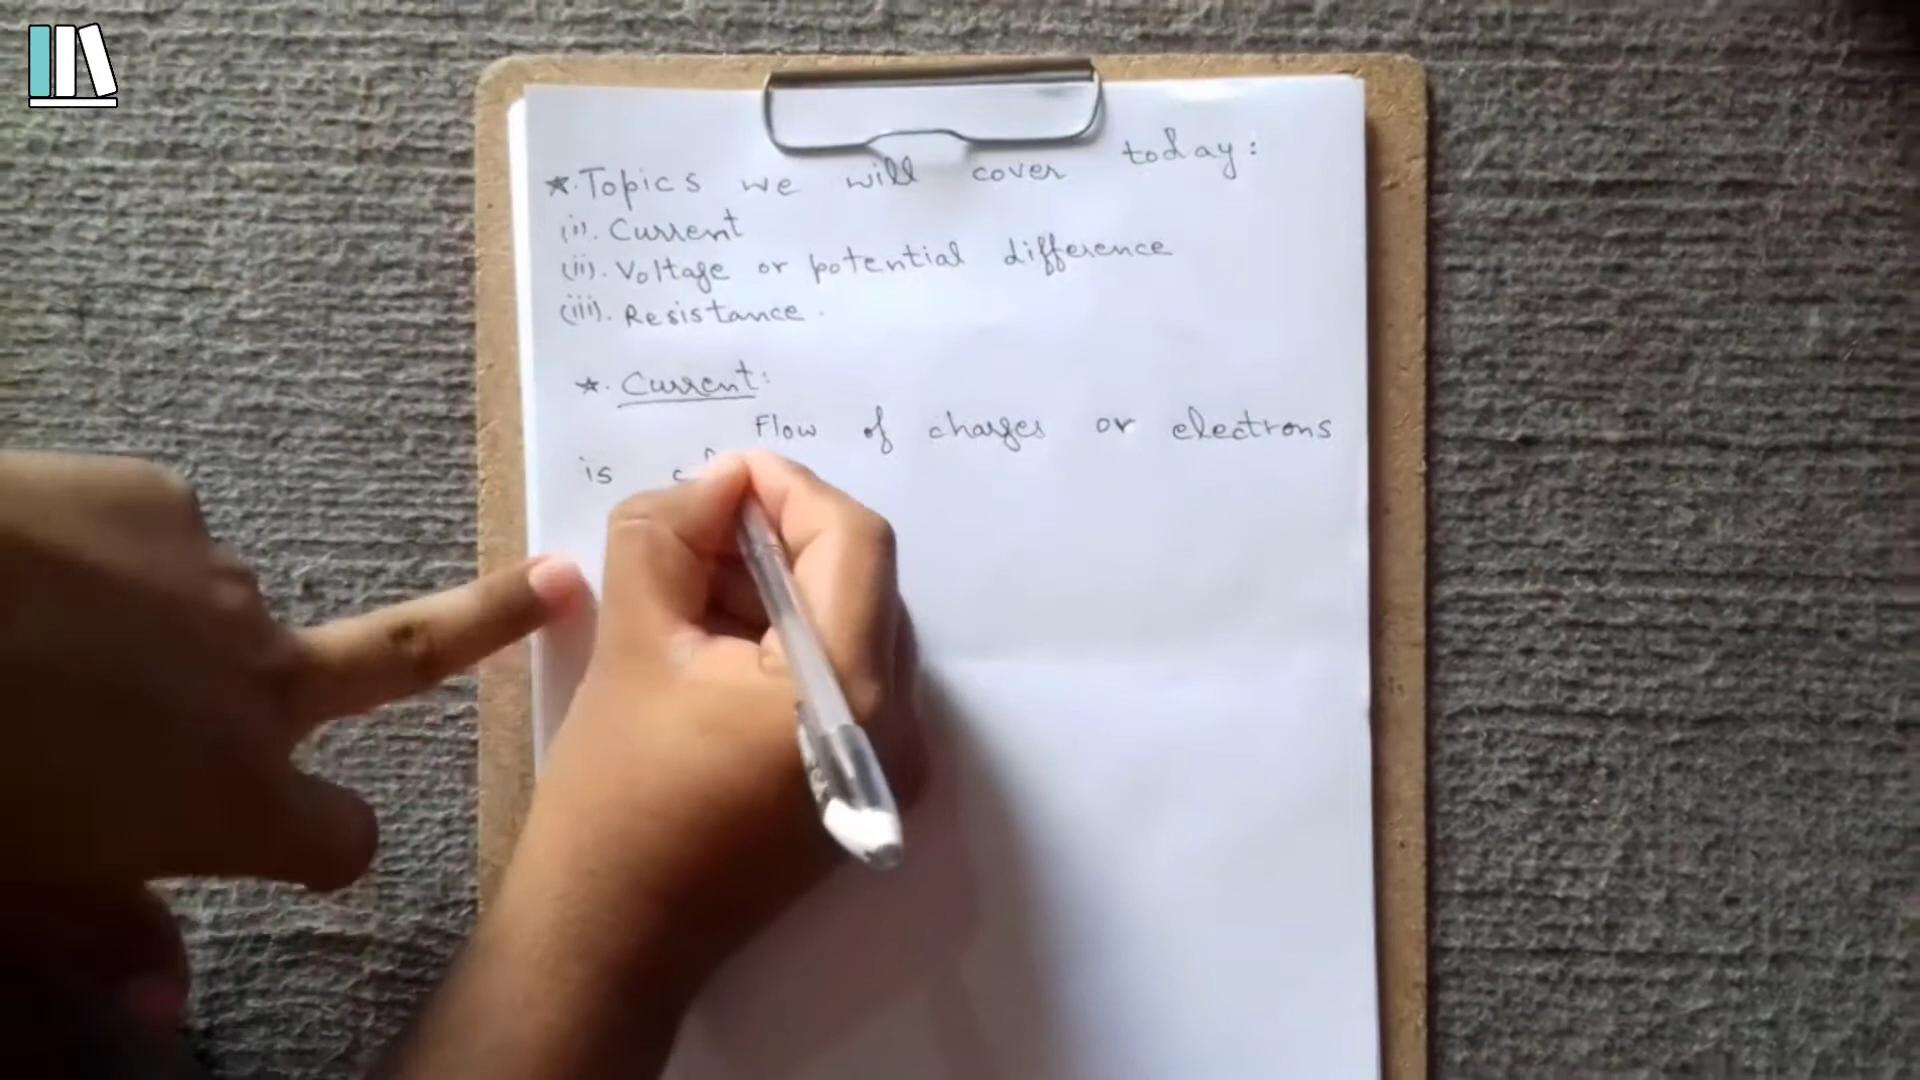 ★. Topics we will cover today:
(i). Current
(ii). Voltage or potential difference
(iii). Resistance.
★. Current:
Flow of charges or electrons
is